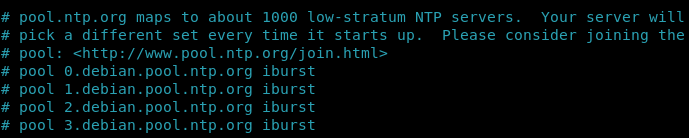 # pool.ntp.org maps to about 1000 low-stratum NTP servers.  Your server will
# pick a different set every time it starts up.  Please consider joining the
# pool: <http://www.pool.ntp.org/join.html>
# pool 0.debian.pool.ntp.org iburst
# pool 1.debian.pool.ntp.org iburst
# pool 2.debian.pool.ntp.org iburst
# pool 3.debian.pool.ntp.org iburst